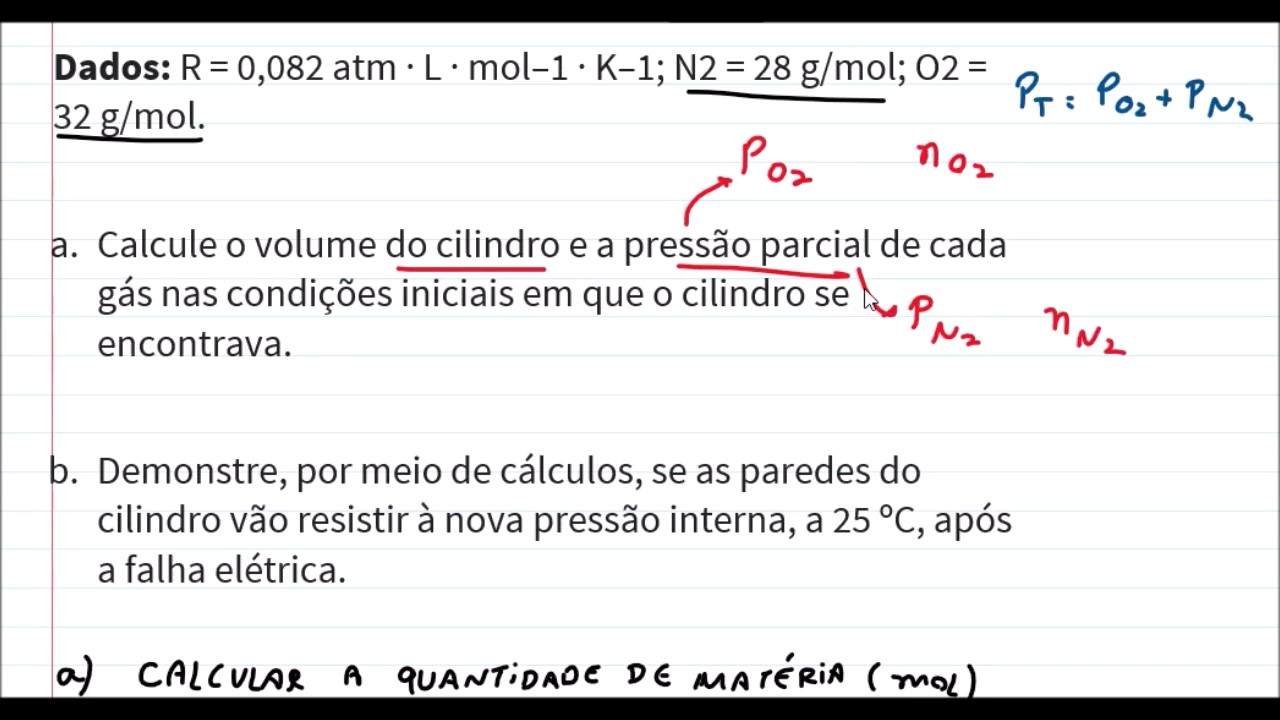 Dados: R = 0,082 atm · L · mol–1 · K–1; N2 = 28 g/mol; O2 =
32 g/mol.
PT = PO2 + PN2
PO2
nO2
a. Calcule o volume do cilindro e a pressão parcial de cada
gás nas condições iniciais em que o cilindro se
encontrava.
PN2
nN2
b. Demonstre, por meio de cálculos, se as paredes do
cilindro vão resistir à nova pressão interna, a 25 ºC, após
a falha elétrica.
a) CALCULAR A QUANTIDADE DE MATÉRIA (mol)